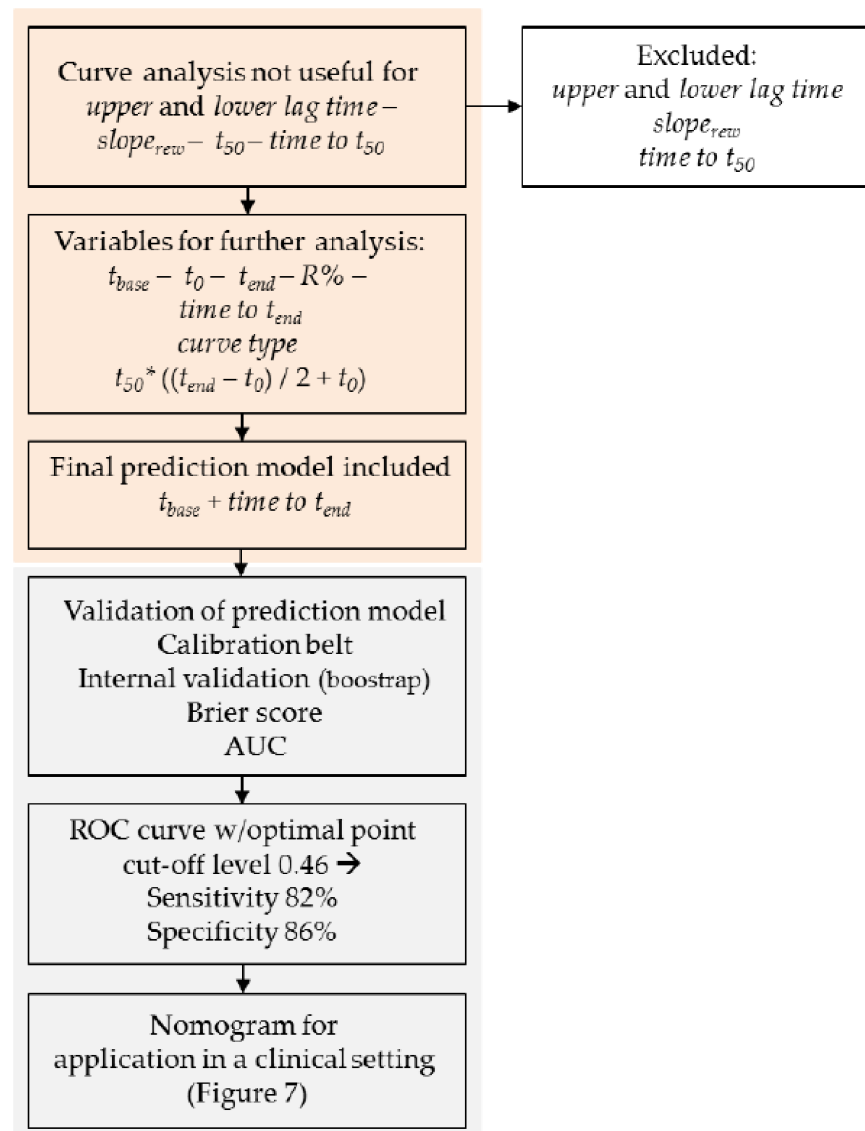 Curve analysis not useful for
upper and lower lag time –
slope_rew – t_50 – time to t_50
Excluded:
upper and lower lag time
slope_rew
time to t_50
Variables for further analysis:
t_base – t_0 – t_end – R% –
time to t_end
curve type
t_50* ((t_end – t_0) / 2 + t_0)
Final prediction model included
t_base + time to t_end
Validation of prediction model
Calibration belt
Internal validation (boostrap)
Brier score
AUC
ROC curve w/optimal point
cut-off level 0.46 →
Sensitivity 82%
Specificity 86%
Nomogram for
application in a clinical setting
(Figure 7)